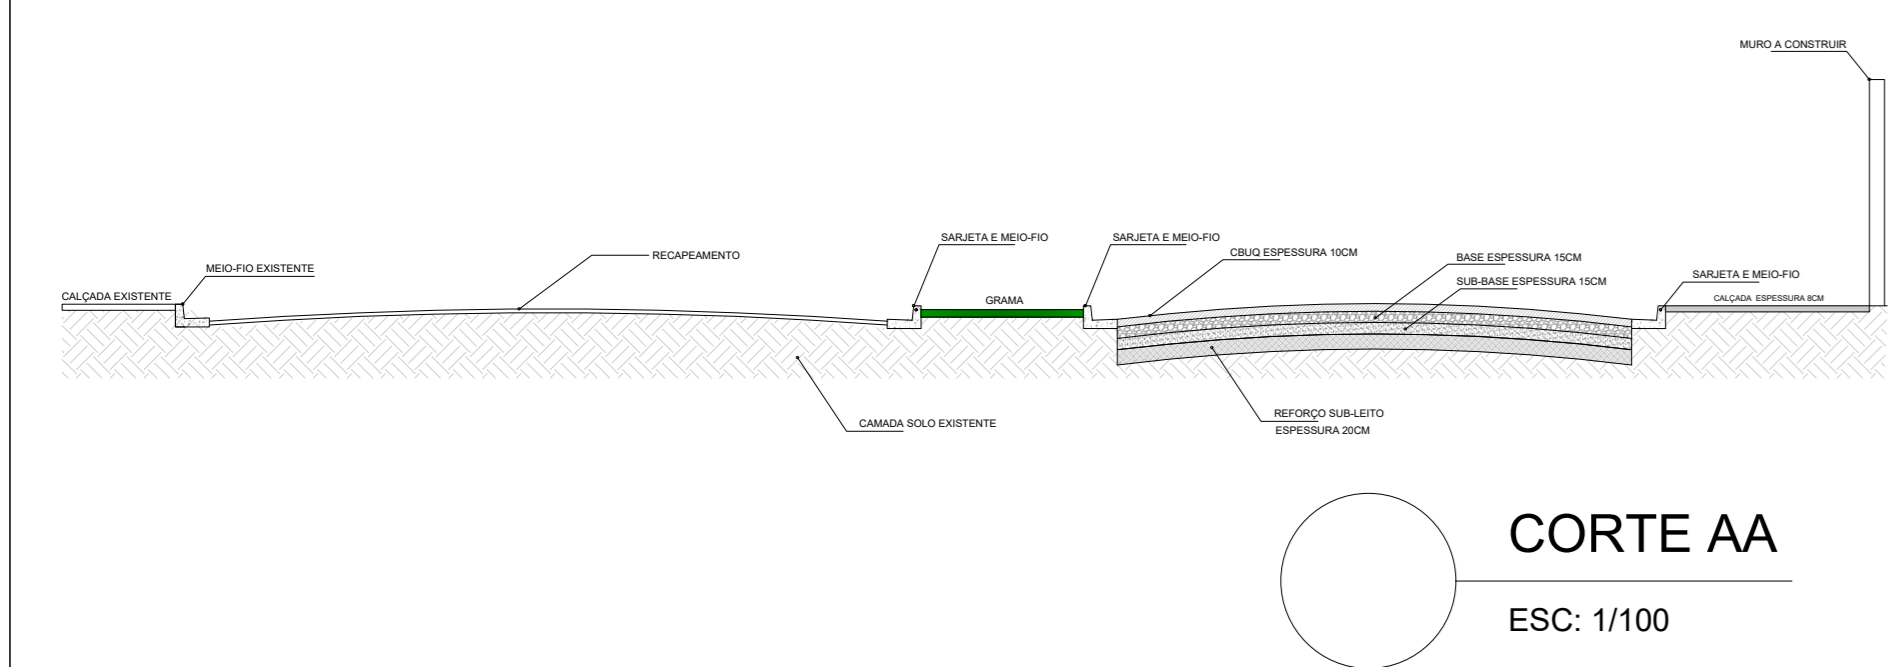 MURO A CONSTRUIR
SARJETA E MEIO-FIO
SARJETA E MEIO-FIO
RECAPEAMENTO
CBUQ ESPESSURA 10CM
BASE ESPESSURA 15CM
MEIO-FIO EXISTENTE
SARJETA E MEIO-FIO
SUB-BASE ESPESSURA 15CM
CALÇADA EXISTENTE
GRAMA
CALÇADA ESPESSURA 8CM
REFORÇO SUB-LEITO
ESPESSURA 20CM
CAMADA SOLO EXISTENTE
CORTE AA
ESC: 1/100